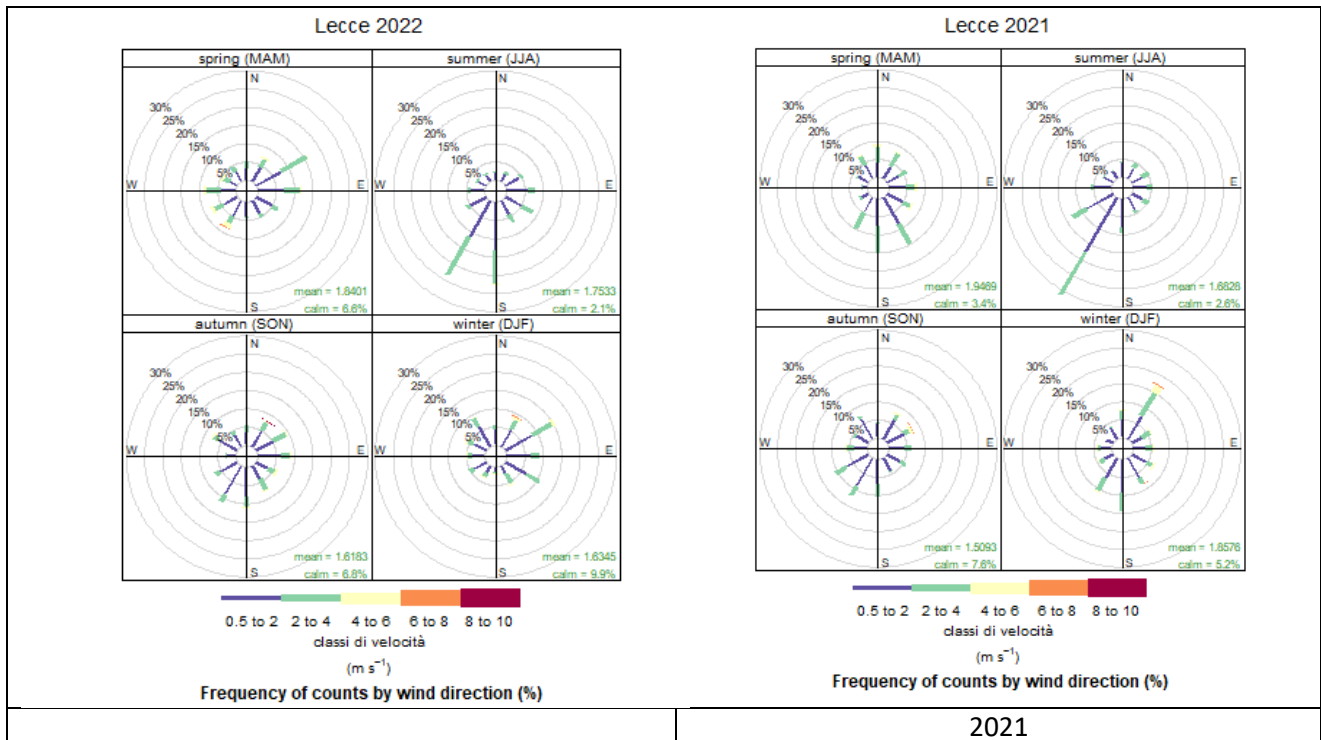 Lecce 2022
spring (MAM)
N
30%
25%
20%
15%
10%
5%
W
E
S
mean = 1.8401
calm = 6.6%
summer (JJA)
N
30%
25%
20%
15%
10%
5%
W
E
S
mean = 1.7533
calm = 2.1%
autumn (SON)
N
30%
25%
20%
15%
10%
5%
W
E
S
mean = 1.6183
calm = 6.8%
winter (DJF)
N
30%
25%
20%
15%
10%
5%
W
E
S
mean = 1.6345
calm = 9.9%
0.5 to 2 2 to 4 4 to 6 6 to 8 8 to 10
classi di velocità
(m s⁻¹)
Frequency of counts by wind direction (%)
Lecce 2021
spring (MAM)
N
30%
25%
20%
15%
10%
5%
W
E
S
mean = 1.9469
calm = 3.4%
summer (JJA)
N
30%
25%
20%
15%
10%
5%
W
E
S
mean = 1.6828
calm = 2.6%
autumn (SON)
N
30%
25%
20%
15%
10%
5%
W
E
S
mean = 1.5093
calm = 7.6%
winter (DJF)
N
30%
25%
20%
15%
10%
5%
W
E
S
mean = 1.8576
calm = 5.2%
0.5 to 2 2 to 4 4 to 6 6 to 8 8 to 10
classi di velocità
(m s⁻¹)
Frequency of counts by wind direction (%)
2021